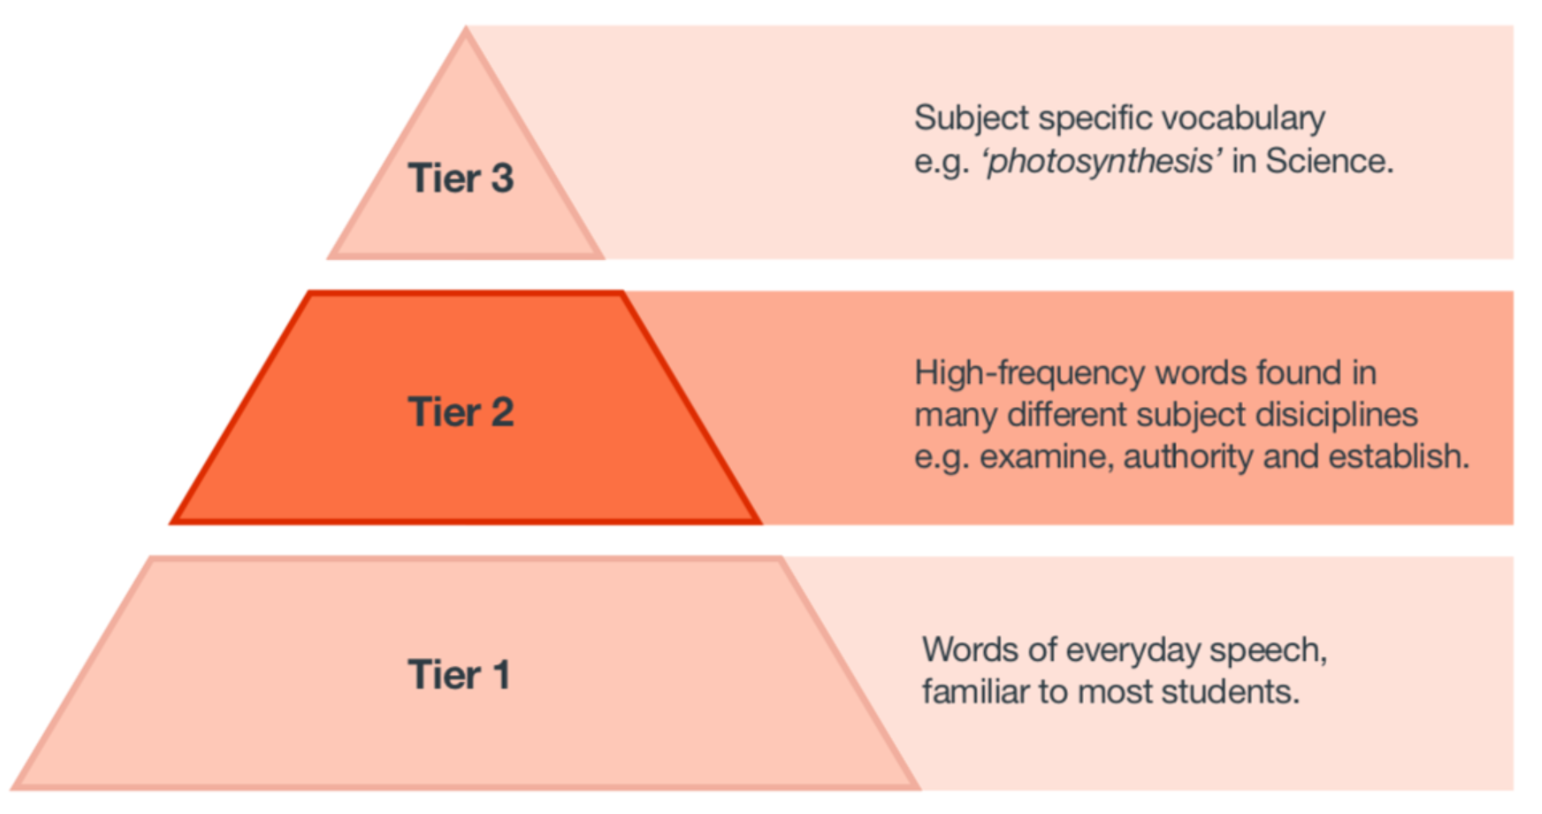 Tier 3
Subject specific vocabulary
e.g. ‘photosynthesis’ in Science.
Tier 2
High-frequency words found in
many different subject disiciplines
e.g. examine, authority and establish.
Tier 1
Words of everyday speech,
familiar to most students.